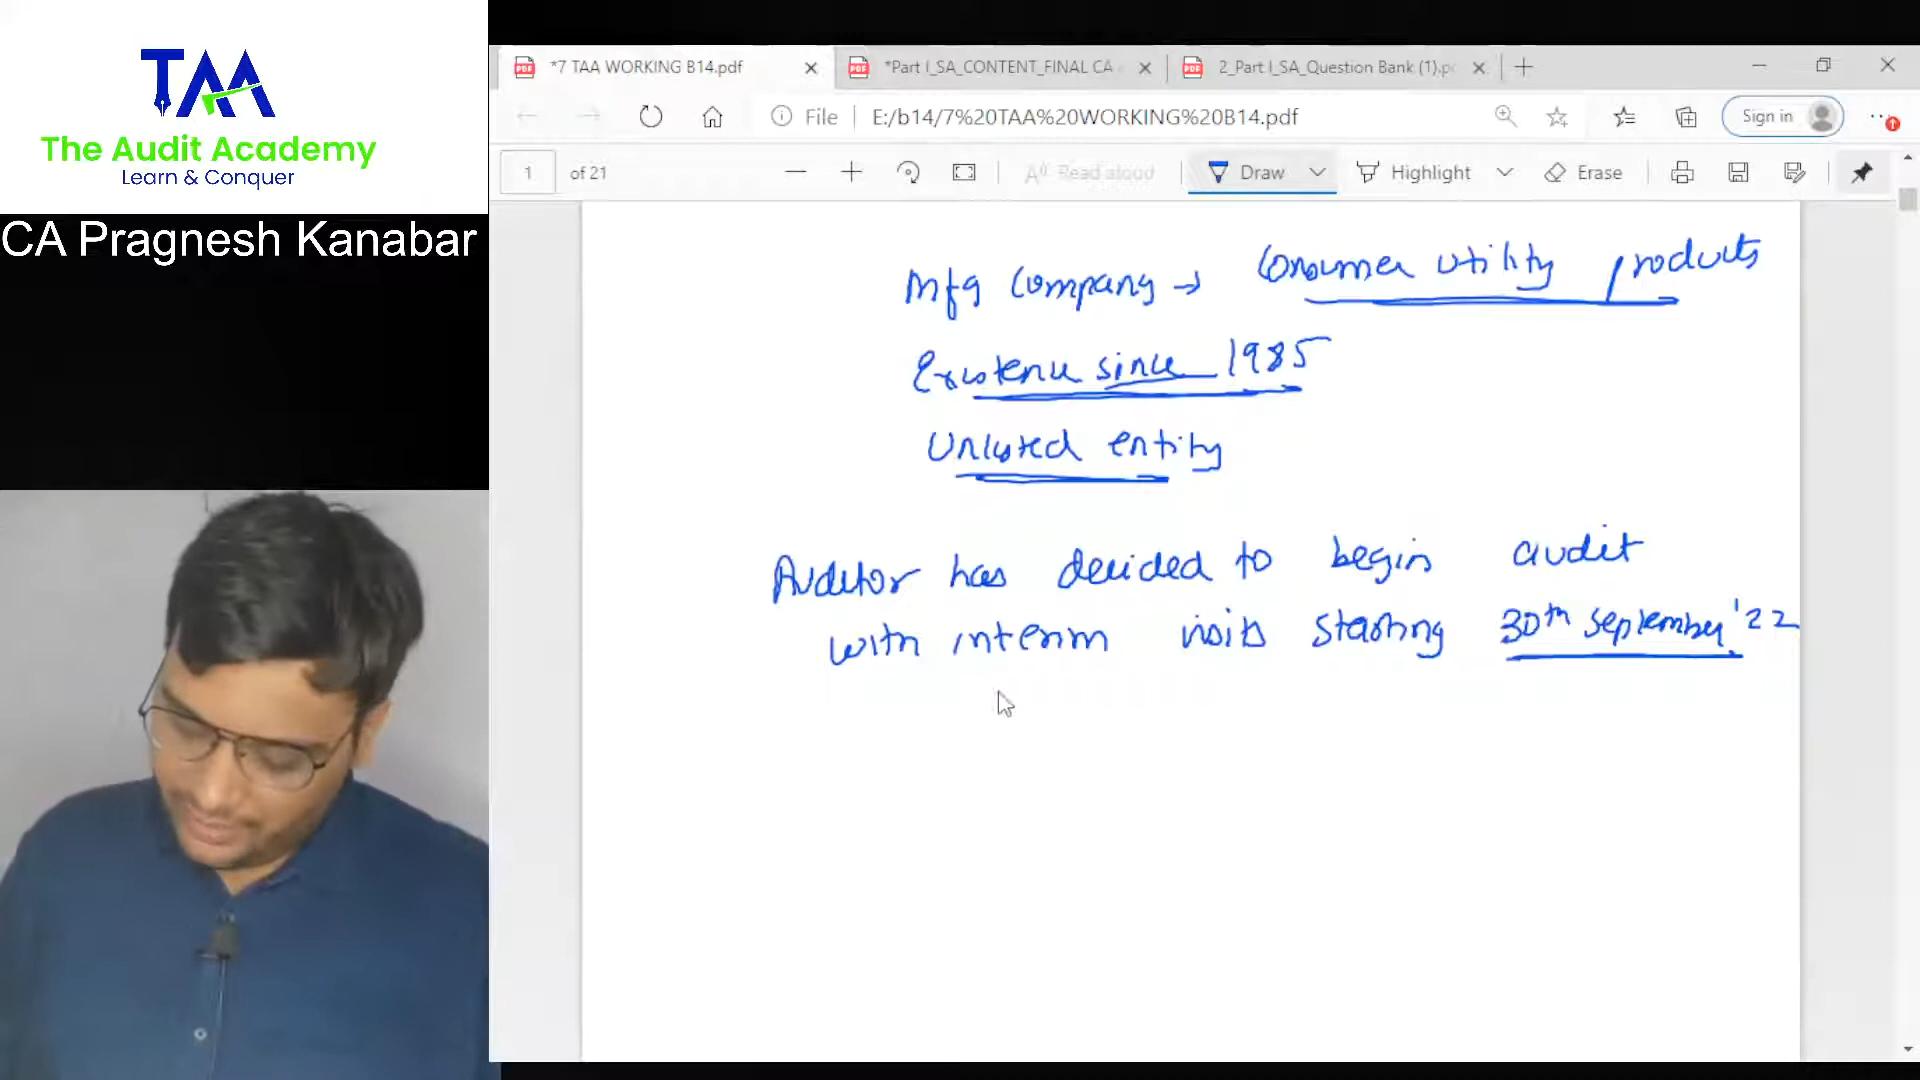 TAA
The Audit Academy
Learn & Conquer
CA Pragnesh Kanabar
*7 TAA WORKING B14.pdf
*Part I_SA_CONTENT_FINAL CA
2_Part I_SA_Question Bank (1).p
File
E:/b14/7%20TAA%20WORKING%20B14.pdf
Sign in
1 of 21
Read aloud
Draw
Highlight
Erase
Mfg Company → Consumer utility products
Existence since 1985
Unlisted entity
Auditor has decided to begin audit
with interim visits starting 30th September '22